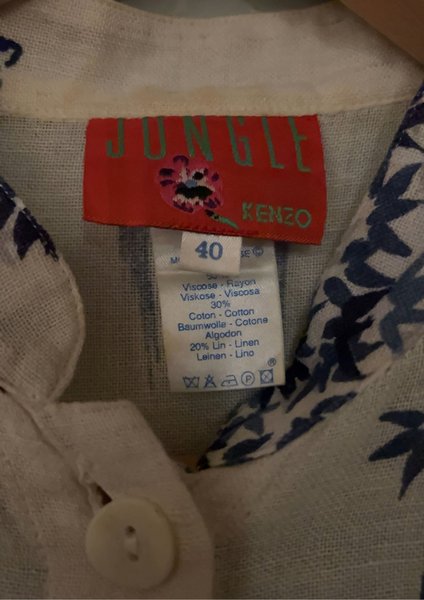 JUNGLE
KENZO
40
Viscose - Rayon
Viskose - Viscosa
30%
Coton - Cotton
Baumwolle - Cotone
Algodon
20% Lin - Linen
Leinen - Lino
®